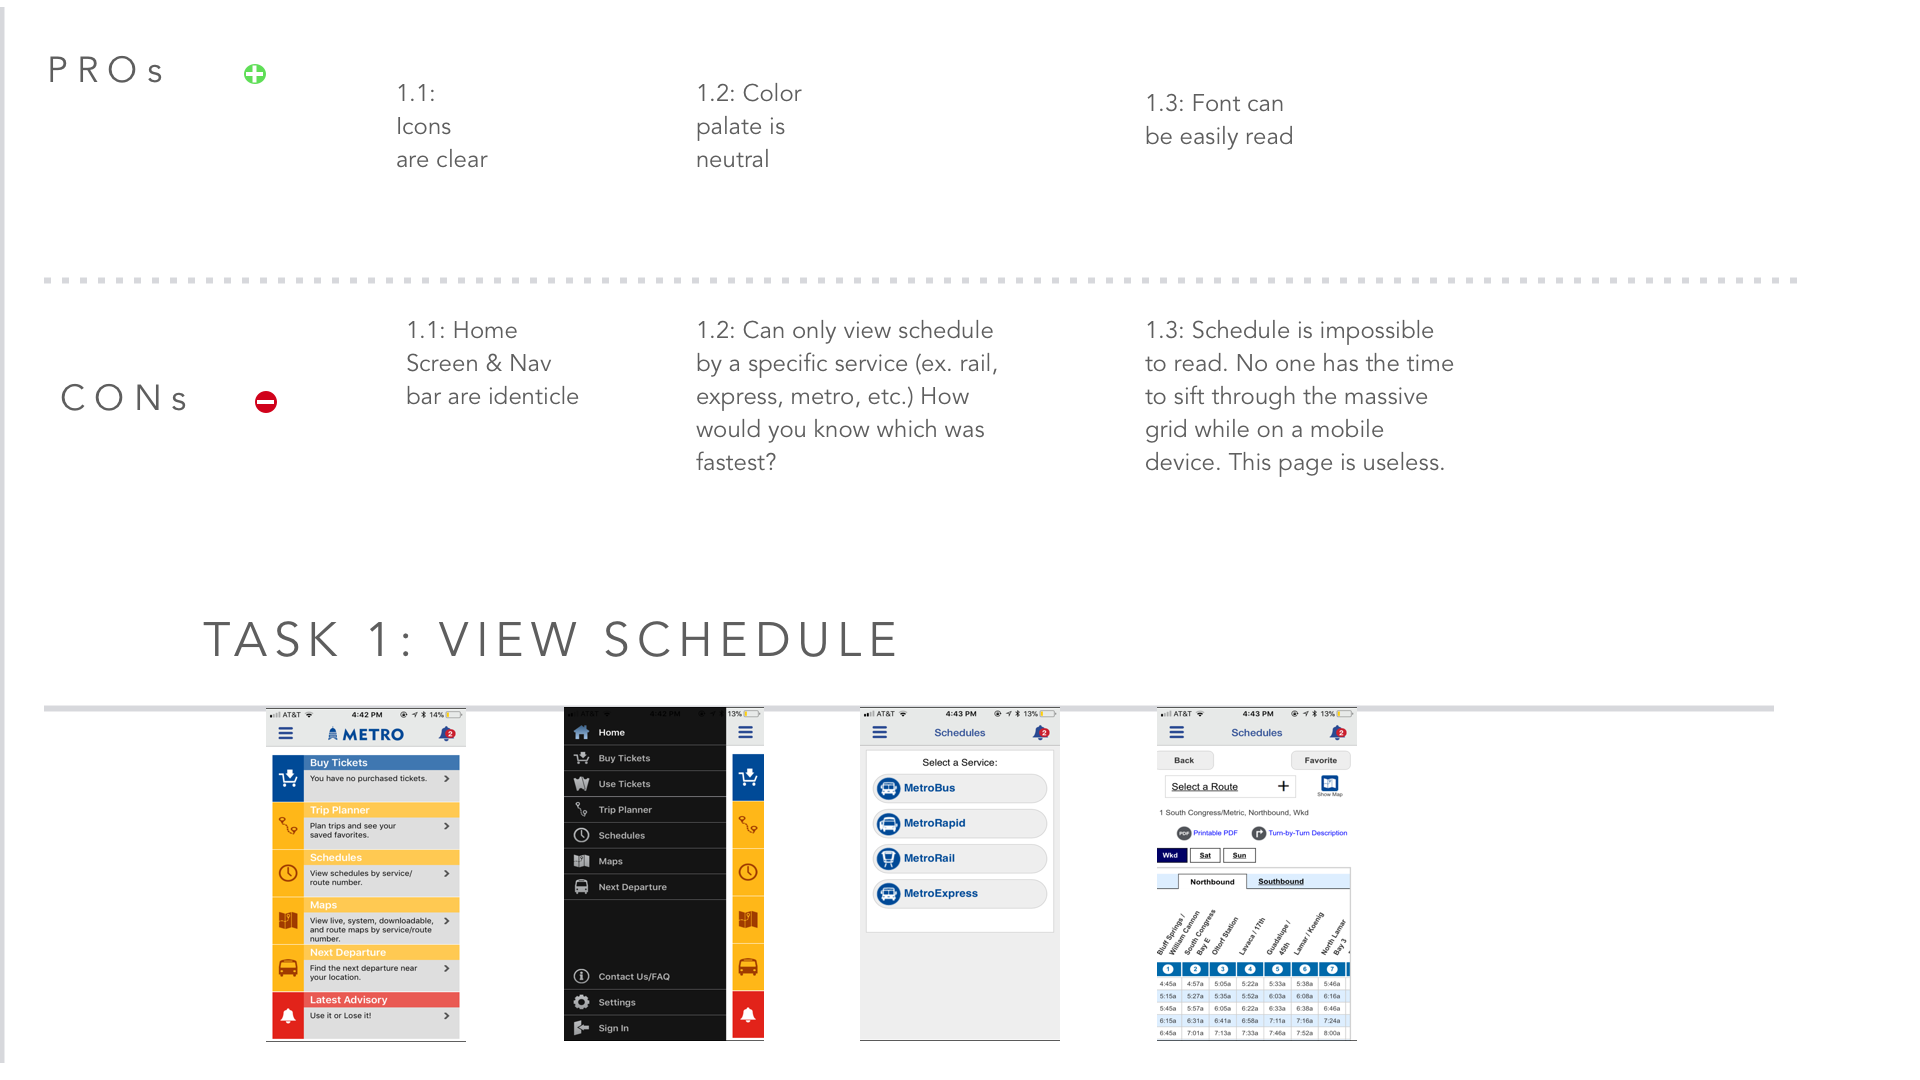 PROs
1.1:
Icons
are clear
1.2: Color
palate is
neutral
1.3: Font can
be easily read
CONs
1.1: Home
Screen & Nav
bar are identicle
1.2: Can only view schedule
by a specific service (ex. rail,
express, metro, etc.) How
would you know which was
fastest?
1.3: Schedule is impossible
to read. No one has the time
to sift through the massive
grid while on a mobile
device. This page is useless.
TASK 1: VIEW SCHEDULE
AT&T 4:42 PM 14%
METRO 2
Buy Tickets
You have no purchased tickets.
Trip Planner
Plan trips and see your
saved favorites.
Schedules
View schedules by service/
route number.
Maps
View live, system, downloadable,
and route maps by service/route
number.
Next Departure
Find the next departure near
your location.
Latest Advisory
Use it or Lose it!
13%
Home
Buy Tickets
Use Tickets
Trip Planner
Schedules
Maps
Next Departure
Contact Us/FAQ
Settings
Sign In
AT&T 4:43 PM 13%
Schedules 2
Select a Service:
MetroBus
MetroRapid
MetroRail
MetroExpress
AT&T 4:43 PM 13%
Schedules 2
Back Favorite
Select a Route +
Show Map
1 South Congress/Metric, Northbound, Wkd
PDF Printable PDF Turn-by-Turn Description
Wkd Sat Sun
Northbound Southbound
Bluff Springs /
William Cannon
South Congress
Bay E
Oltorf Station
Lavaca / 17th
Guadalupe /
45th
Lamar / Koenig
North Lamar
Bay 3
1 2 3 4 5 6 7
4:45a 4:57a 5:05a 5:22a 5:33a 5:38a 5:46a
5:15a 5:27a 5:35a 5:52a 6:03a 6:08a 6:16a
5:45a 5:57a 6:05a 6:22a 6:33a 6:38a 6:46a
6:15a 6:31a 6:41a 6:58a 7:11a 7:16a 7:24a
6:45a 7:01a 7:13a 7:33a 7:46a 7:52a 8:00a